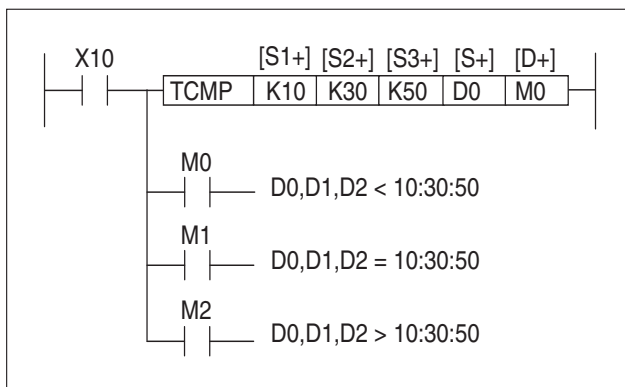 X10
[S1+] [S2+] [S3+] [S+] [D+]
TCMP K10 K30 K50 D0 M0
M0
D0,D1,D2 < 10:30:50
M1
D0,D1,D2 = 10:30:50
M2
D0,D1,D2 > 10:30:50